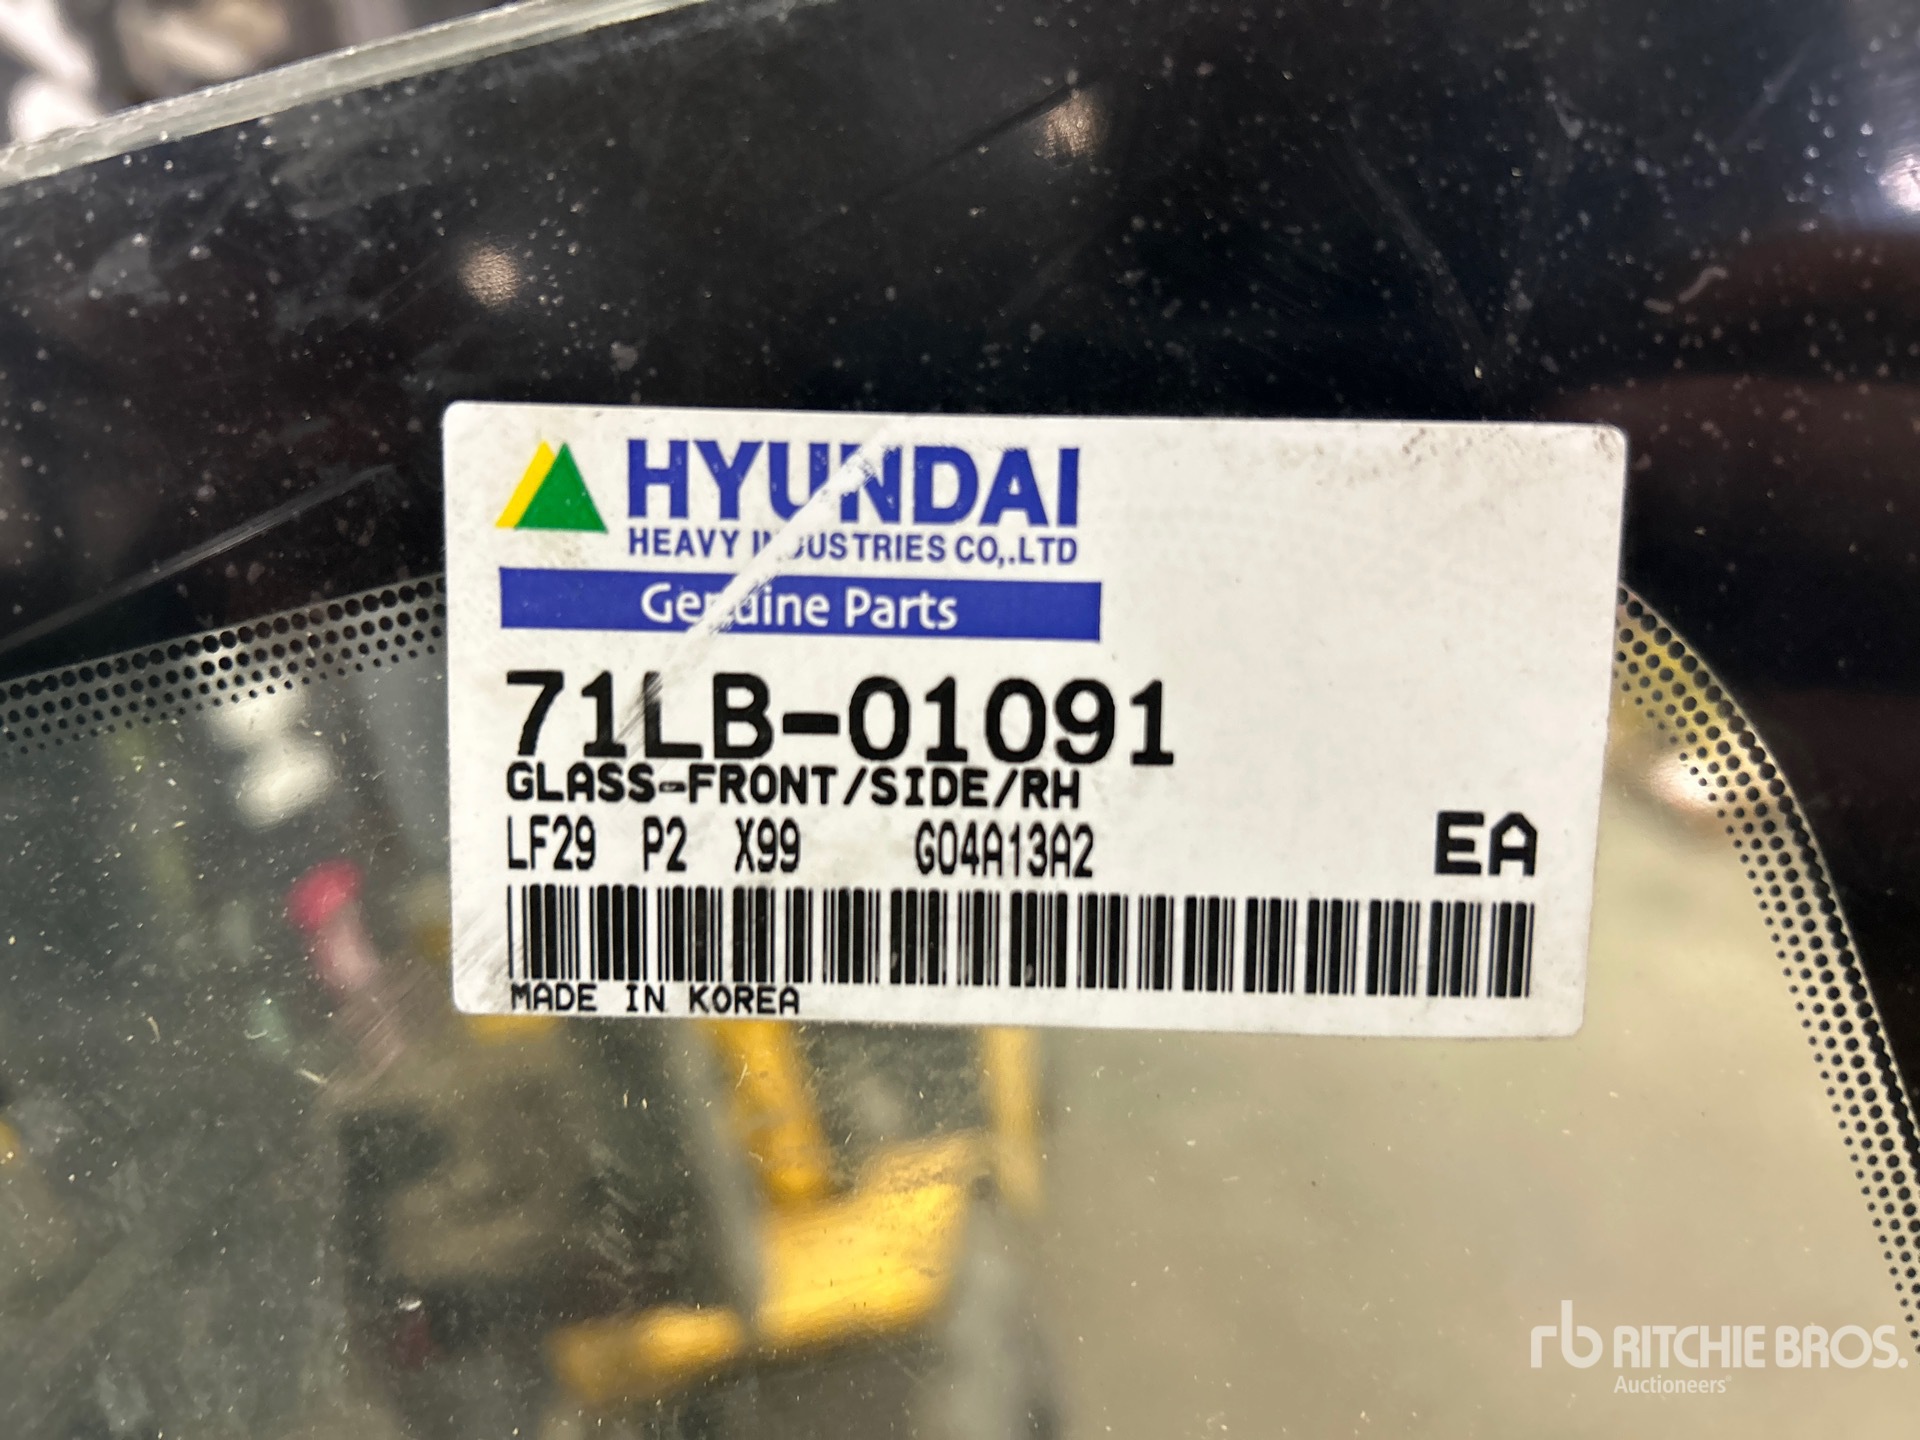 HYUNDAI
HEAVY INDUSTRIES CO,.LTD
Genuine Parts
71LB-01091
GLASS-FRONT/SIDE/RH
LF29 P2 X99 G04A13A2 EA
MADE IN KOREA
rb RITCHIE BROS.
Auctioneers